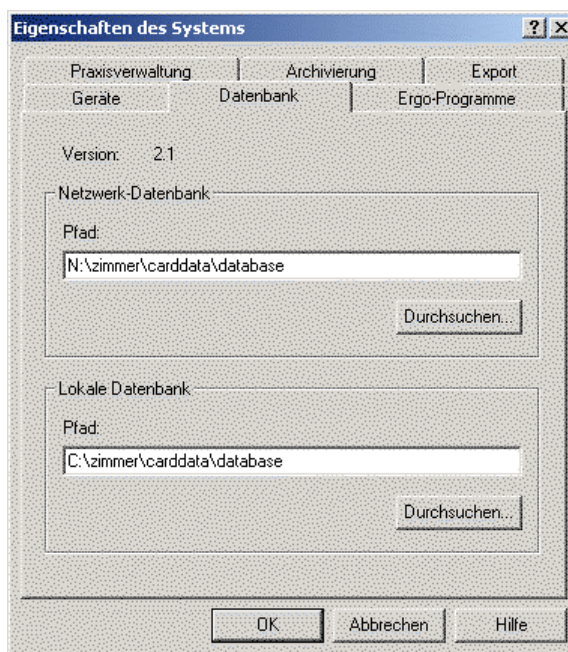 Eigenschaften des Systems
Praxisverwaltung Archivierung Export
Geräte Datenbank Ergo-Programme
Version: 2.1
Netzwerk-Datenbank
Pfad:
N:\zimmer\carddata\database
Durchsuchen...
Lokale Datenbank
Pfad:
C:\zimmer\carddata\database
Durchsuchen...
OK Abbrechen Hilfe